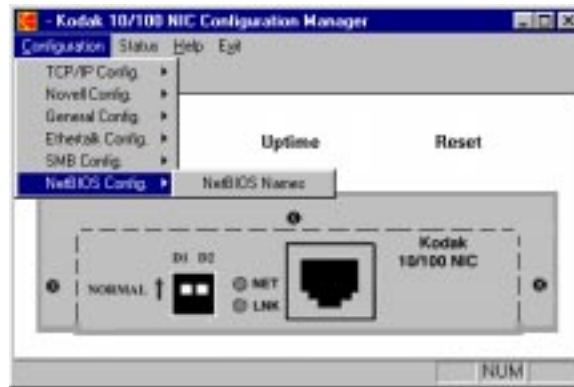 - Kodak 10/100 NIC Configuration Manager
Configuration Status Help Exit
TCP/IP Config.
Novell Config.
General Config.
Ethertalk Config.
SMB Config.
NetBIOS Config.
NetBIOS Names
Uptime
Reset
Kodak
10/100 NIC
D1 D2
NORMAL
NET
LNK
NUM